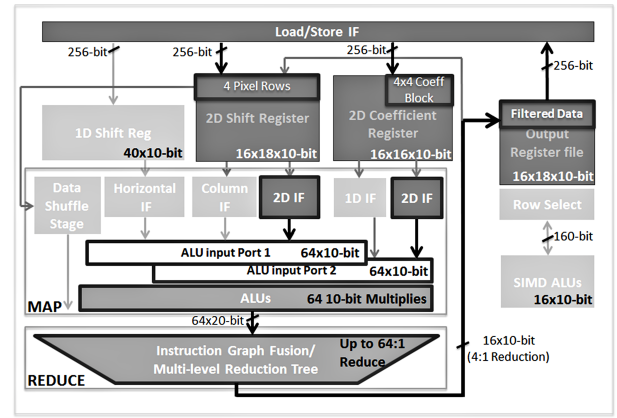 Load/Store IF
256-bit
256-bit
256-bit
256-bit
4 Pixel Rows
4x4 Coeff
Block
Filtered Data
1D Shift Reg
40x10-bit
2D Shift Register
16x18x10-bit
2D Coefficient
Register
16x16x10-bit
Output
Register file
16x18x10-bit
Data
Shuffle
Stage
Horizontal
IF
Column
IF
2D IF
1D IF
2D IF
Row Select
160-bit
SIMD ALUs
16x10-bit
ALU input Port 1
64x10-bit
ALU input Port 2
64x10-bit
ALUs
64 10-bit Multiplies
MAP
64x20-bit
Instruction Graph Fusion/
Multi-level Reduction Tree
Up to 64:1
Reduce
REDUCE
16x10-bit
(4:1 Reduction)